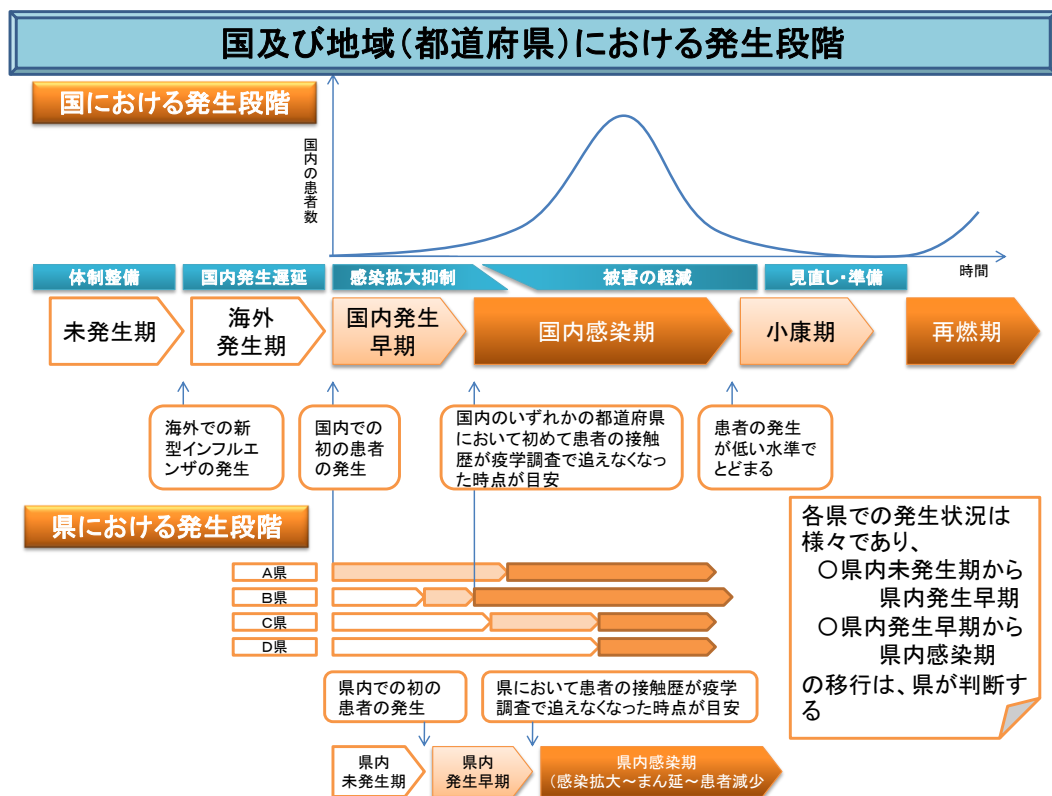 国及び地域(都道府県)における発生段階
国における発生段階
国内の患者数
時間
体制整備
国内発生遅延
感染拡大抑制
被害の軽減
見直し・準備
未発生期
海外
発生期
国内発生
早期
国内感染期
小康期
再燃期
海外での新
型インフルエ
ンザの発生
国内での
初の患者
の発生
国内のいずれかの都道府県
において初めて患者の接触
歴が疫学調査で追えなくなっ
た時点が目安
患者の発生
が低い水準で
とどまる
県における発生段階
A県
B県
C県
D県
各県での発生状況は
様々であり、
○県内未発生期から
県内発生早期
○県内発生早期から
県内感染期
の移行は、県が判断す
る
県内での初の
患者の発生
県において患者の接触歴が疫学
調査で追えなくなった時点が目安
県内
未発生期
県内
発生早期
県内感染期
(感染拡大~まん延~患者減少